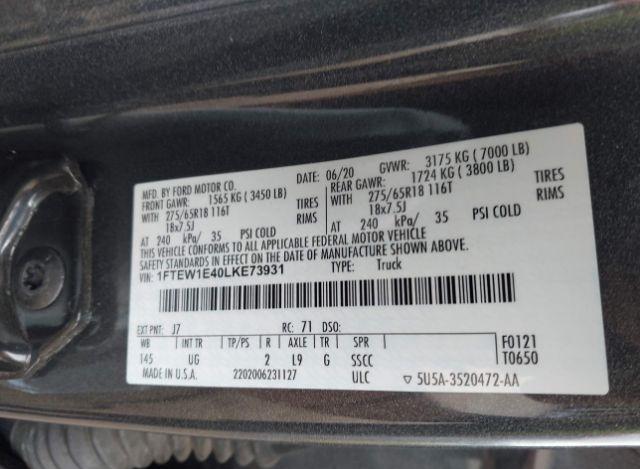 MFD. BY FORD MOTOR CO.
DATE: 06/20 GVWR: 3175 KG ( 7000 LB)
FRONT GAWR: 1565 KG ( 3450 LB) REAR GAWR: 1724 KG ( 3800 LB)
WITH 275/65R18 116T TIRES 275/65R18 116T TIRES
18x7.5J RIMS 18x7.5J RIMS
AT 240 kPa/ 35 PSI COLD AT 240 kPa/ 35 PSI COLD
THIS VEHICLE CONFORMS TO ALL APPLICABLE FEDERAL MOTOR VEHICLE
SAFETY STANDARDS IN EFFECT ON THE DATE OF MANUFACTURE SHOWN ABOVE.
VIN: 1FTEW1E40LKE73931 TYPE: Truck
EXT PNT: J7 RC: 71 DSO:
WB INT TR TP/PS R AXLE TR SPR F0121
145 UG 2 L9 G SSCC T0650
MADE IN U.S.A. 2202006231127 ULC ▽ 5U5A-3520472-AA